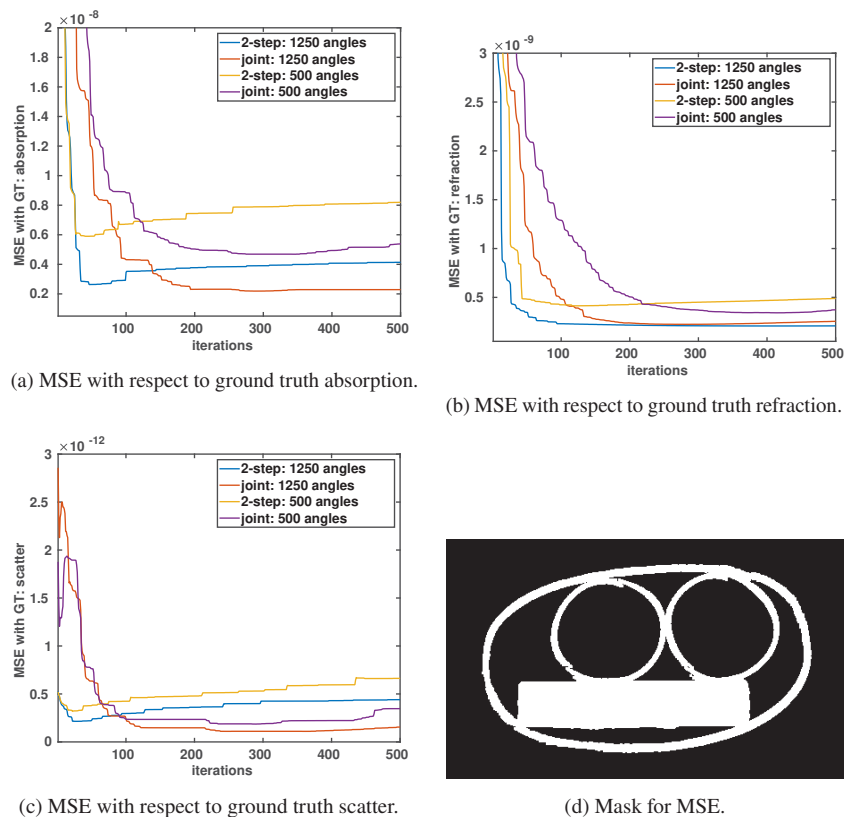 ×10 -8
2
1.8
1.6
1.4
1.2
1
0.8
0.6
0.4
0.2
100 200 300 400 500
iterations
MSE with GT: absorption
2-step: 1250 angles
joint: 1250 angles
2-step: 500 angles
joint: 500 angles
(a) MSE with respect to ground truth absorption.
×10 -9
3
2.5
2
1.5
1
0.5
100 200 300 400 500
iterations
MSE with GT: refraction
2-step: 1250 angles
joint: 1250 angles
2-step: 500 angles
joint: 500 angles
(b) MSE with respect to ground truth refraction.
×10 -12
3
2.5
2
1.5
1
0.5
0
100 200 300 400 500
iterations
MSE with GT: scatter
2-step: 1250 angles
joint: 1250 angles
2-step: 500 angles
joint: 500 angles
(c) MSE with respect to ground truth scatter.
(d) Mask for MSE.